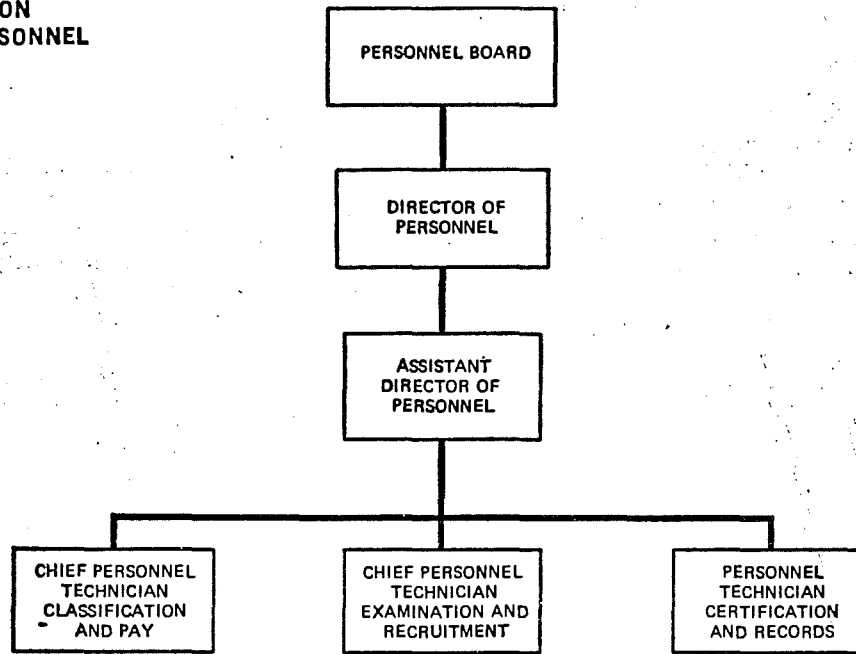 ON
SONNEL
PERSONNEL BOARD
DIRECTOR OF
PERSONNEL
ASSISTANT
DIRECTOR OF
PERSONNEL
CHIEF PERSONNEL
TECHNICIAN
CLASSIFICATION
AND PAY
CHIEF PERSONNEL
TECHNICIAN
EXAMINATION AND
RECRUITMENT
PERSONNEL
TECHNICIAN
CERTIFICATION
AND RECORDS